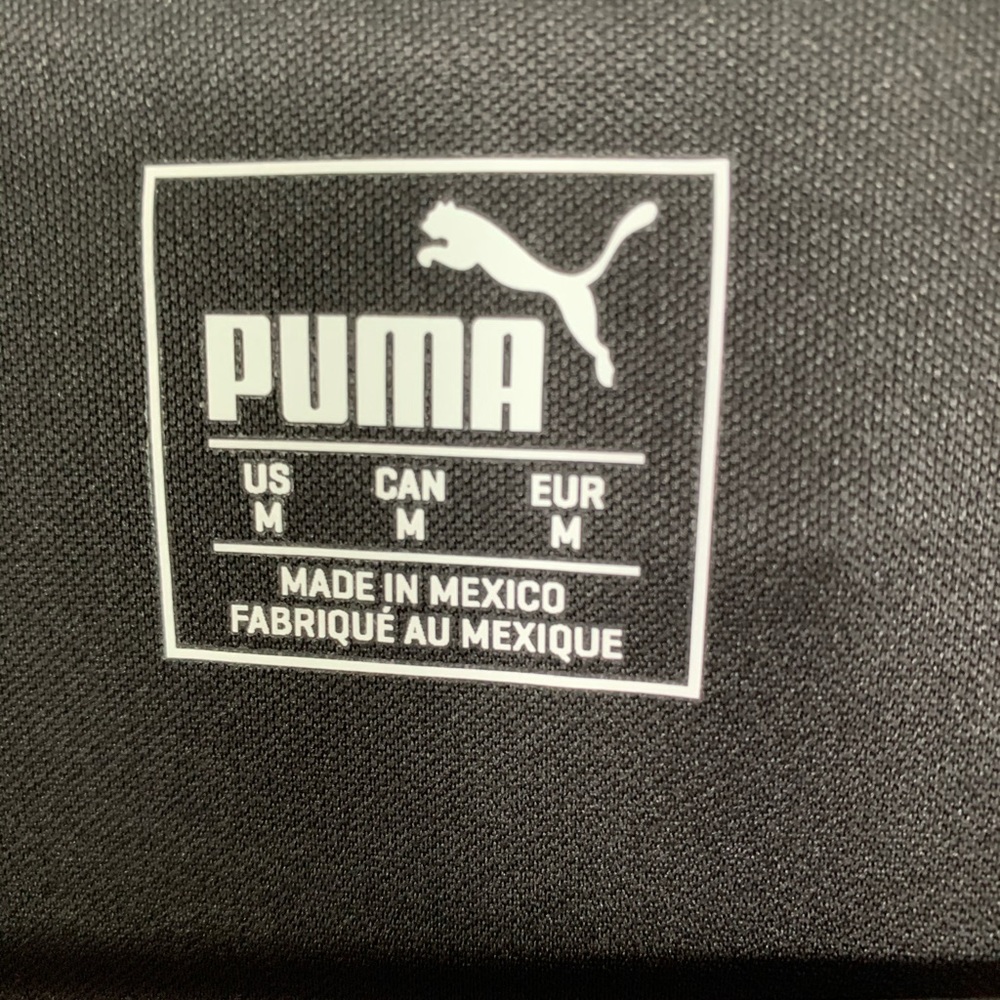 PUMA
US CAN EUR
M M M
MADE IN MEXICO
FABRIQUÉ AU MEXIQUE